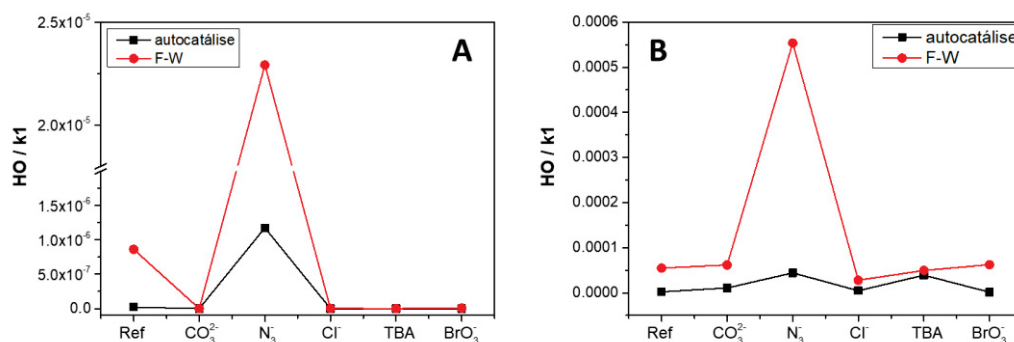 A
autocatálise
F-W
HO / k1
2.5x10⁻⁵
2.0x10⁻⁵
1.5x10⁻⁶
1.0x10⁻⁶
5.0x10⁻⁷
0.0
Ref CO₃²⁻ N₃⁻ Cl⁻ TBA BrO₃⁻
B
autocatálise
F-W
HO / k1
0.0006
0.0005
0.0004
0.0003
0.0002
0.0001
0.0000
Ref CO₃²⁻ N₃⁻ Cl⁻ TBA BrO₃⁻